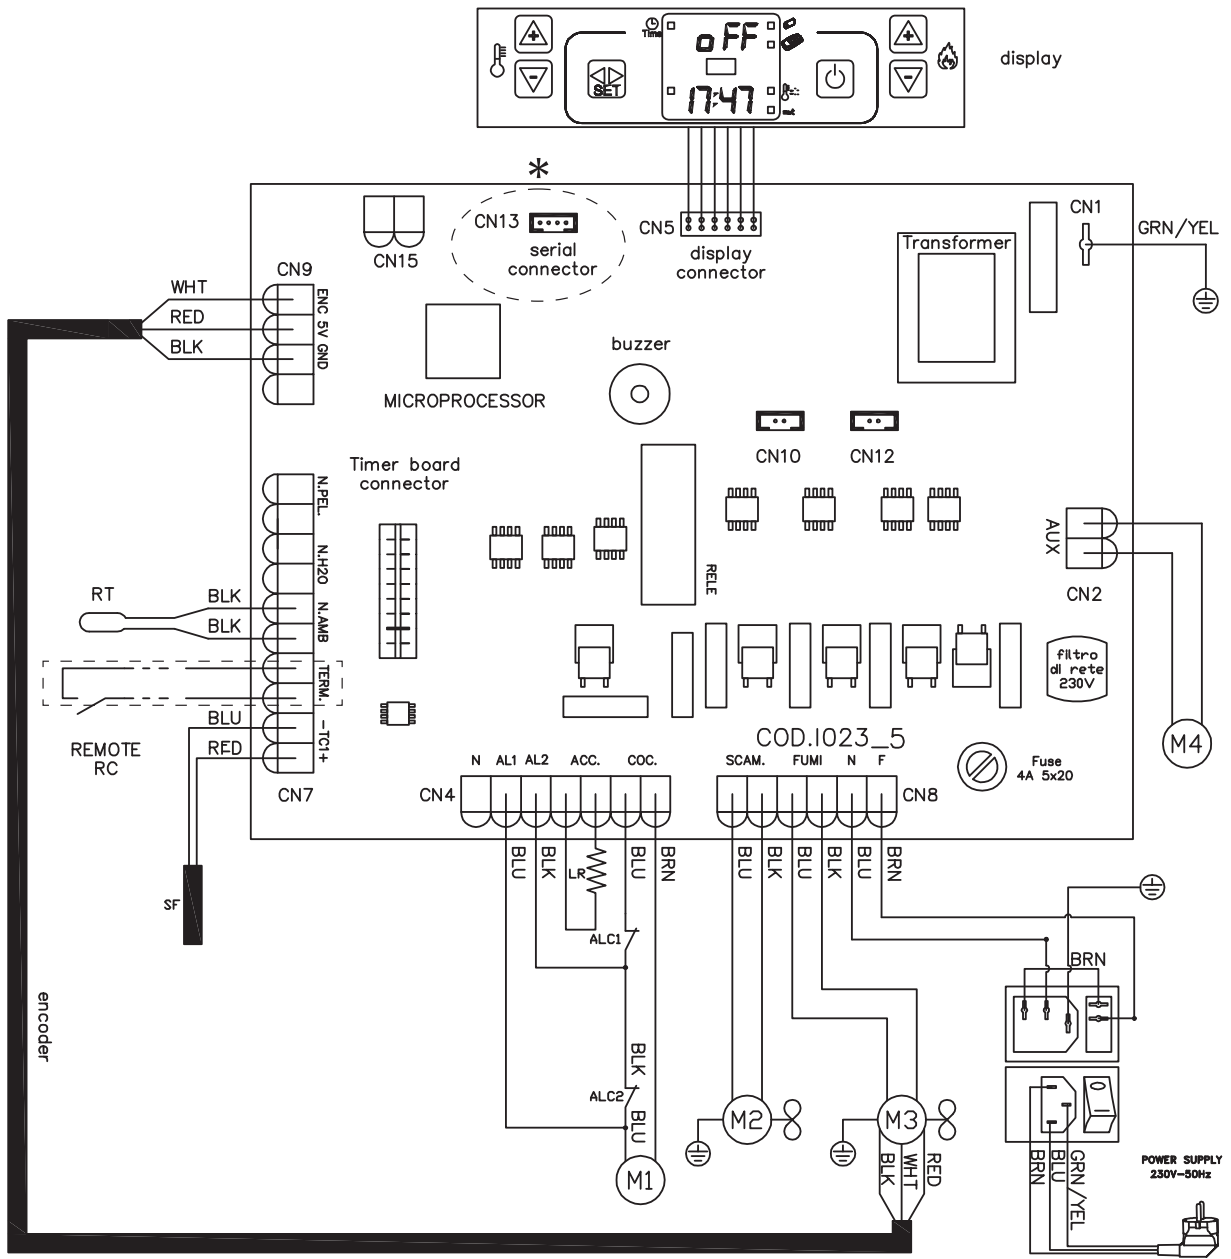 Time
oFF
SET
17:47
display
*
CN13
serial
connector
CN5
display
connector
CN1
GRN/YEL
Transformer
CN15
CN9
WHT
RED
BLK
ENC 5V GND
MICROPROCESSOR
buzzer
CN10
CN12
Timer board
connector
N.PEL.
N.H2O
N.AMB
TERM.
-TC1+
RELE
AUX
CN2
RT
BLK
BLK
filtro
di rete
230V
BLU
RED
REMOTE
RC
CN7
COD.I023_5
M4
Fuse
4A 5x20
N AL1 AL2 ACC. COC.
CN4
SCAM. FUMI N F
CN8
BLU
BLK
LR
BLU
BRN
BLU
BLK
BLU
BLK
BLU
BRN
SF
ALC1
BRN
encoder
BLK
ALC2
BLU
M1
M2
M3
BLK
WHT
RED
BRN
BLU
GRN/YEL
POWER SUPPLY
230V-50Hz